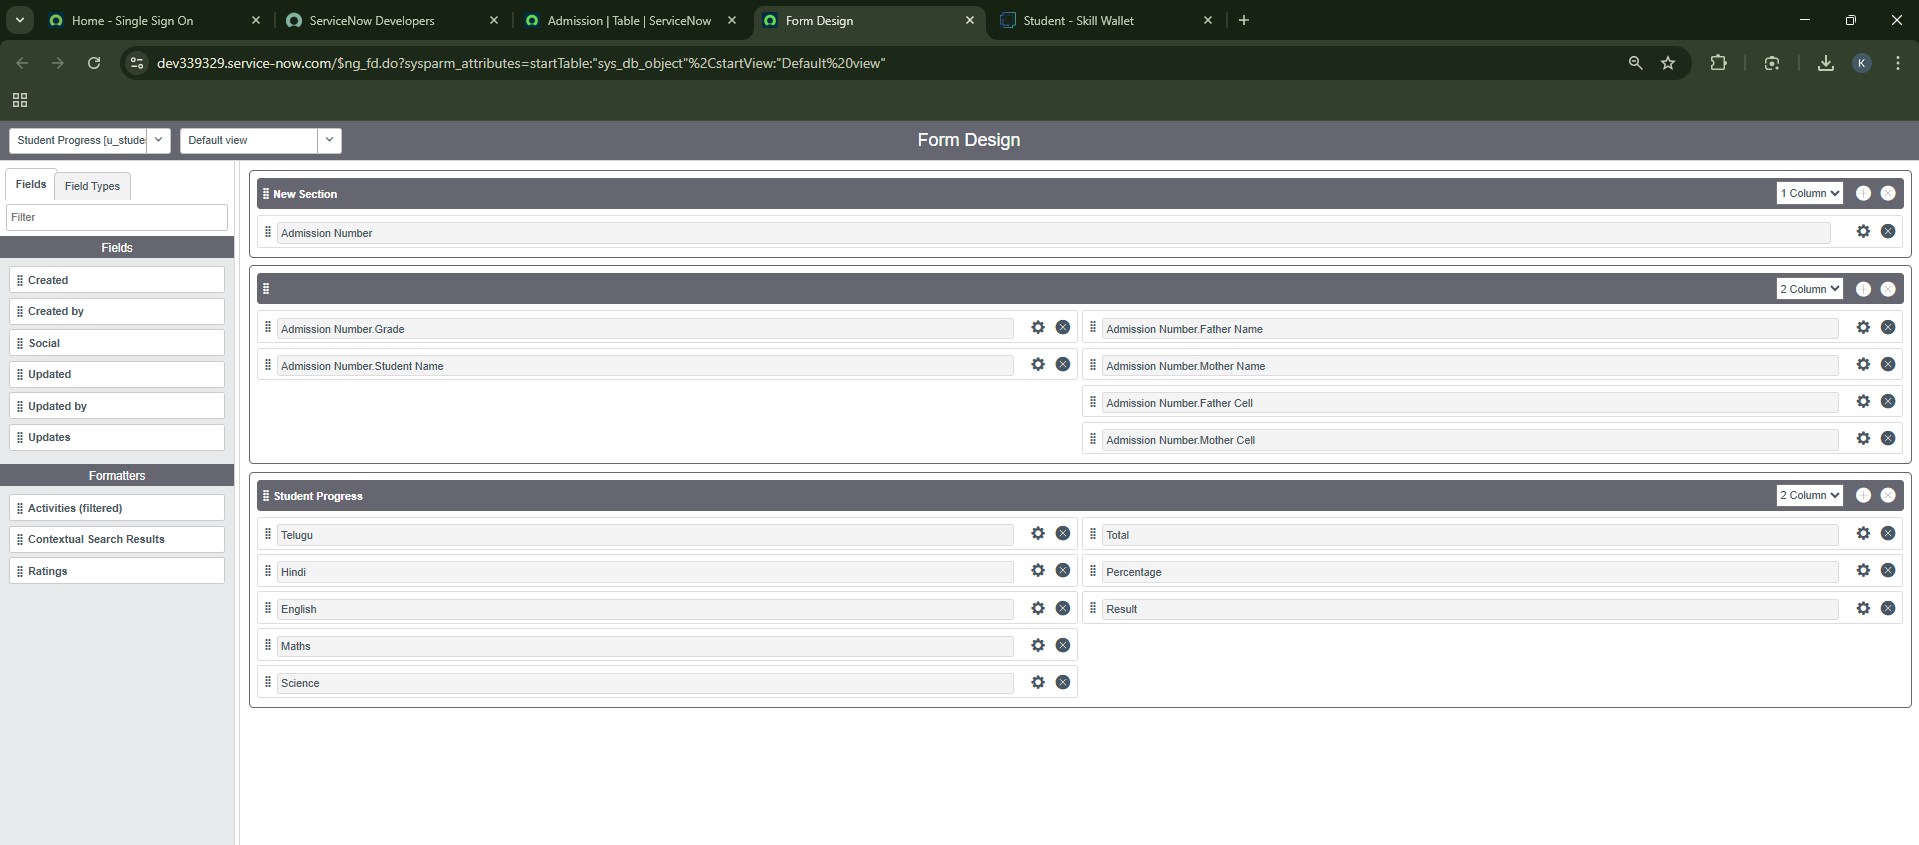 Home - Single Sign On
ServiceNow Developers
Admission | Table | ServiceNow
Form Design
Student - Skill Wallet
dev339329.service-now.com/$ng_fd.do?sysparm_attributes=startTable:"sys_db_object"%2CstartView:"Default%20view"
K
Student Progress [u_stude
Default view
Form Design
Fields
Field Types
Filter
Fields
Created
Created by
Social
Updated
Updated by
Updates
Formatters
Activities (filtered)
Contextual Search Results
Ratings
New Section
1 Column
Admission Number
2 Column
Admission Number.Grade
Admission Number.Father Name
Admission Number.Student Name
Admission Number.Mother Name
Admission Number.Father Cell
Admission Number.Mother Cell
Student Progress
2 Column
Telugu
Total
Hindi
Percentage
English
Result
Maths
Science